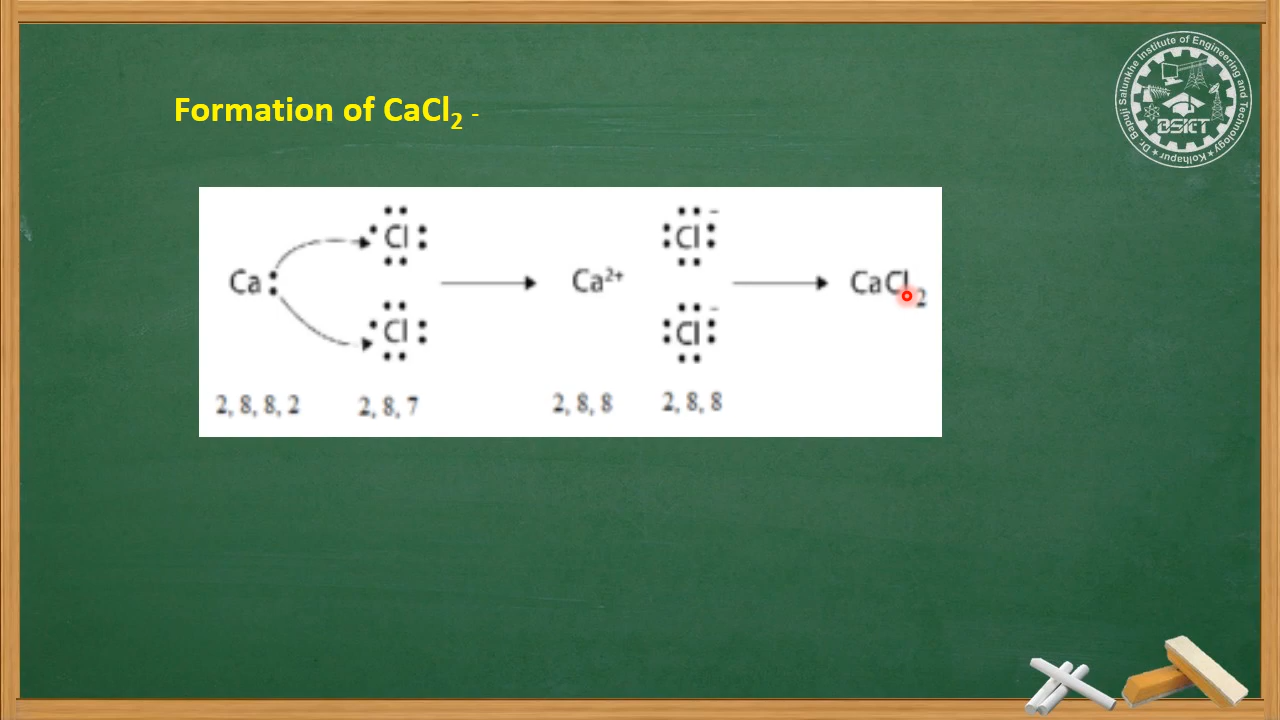 Formation of CaCl₂ -
Dr. Bapuji Salunkhe Institute of Engineering and Technology ★ Kolhapur ★
BSIET
Cl Cl⁻
Ca Ca²⁺ CaCl₂
Cl Cl⁻
2, 8, 8, 2 2, 8, 7 2, 8, 8 2, 8, 8